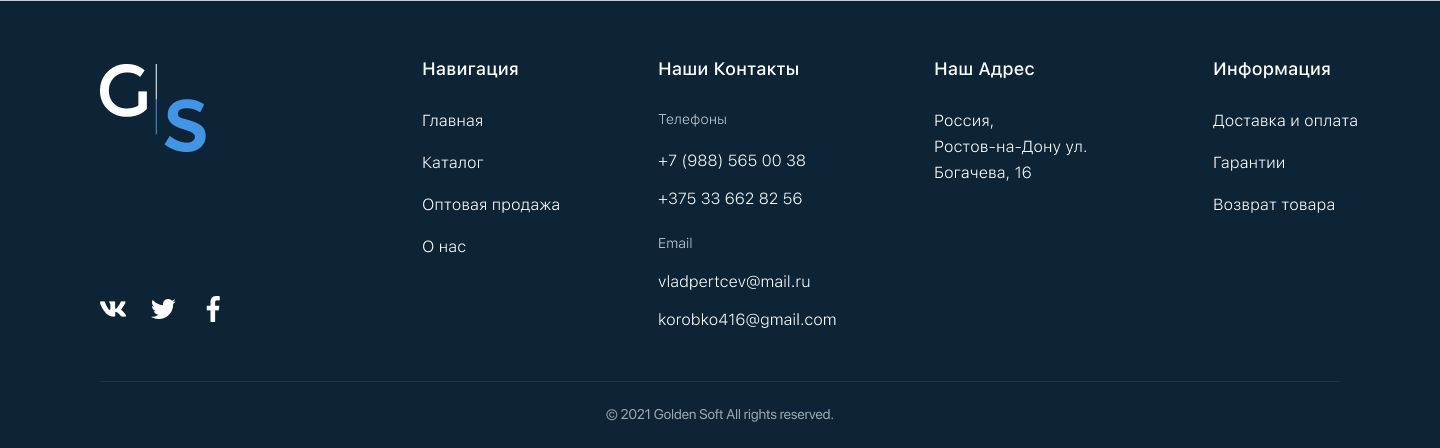 G
S
Навигация
Главная
Каталог
Оптовая продажа
О нас
Наши Контакты
Телефоны
+7 (988) 565 00 38
+375 33 662 82 56
Email
vladpertcev@mail.ru
korobko416@gmail.com
Наш Адрес
Россия,
Ростов-на-Дону ул.
Богачева, 16
Информация
Доставка и оплата
Гарантии
Возврат товара
© 2021 Golden Soft All rights reserved.